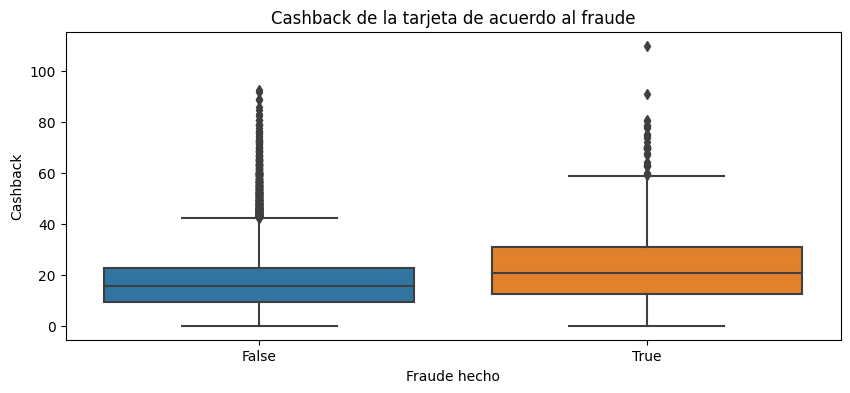 Cashback de la tarjeta de acuerdo al fraude
Cashback
100
80
60
40
20
0
False
True
Fraude hecho